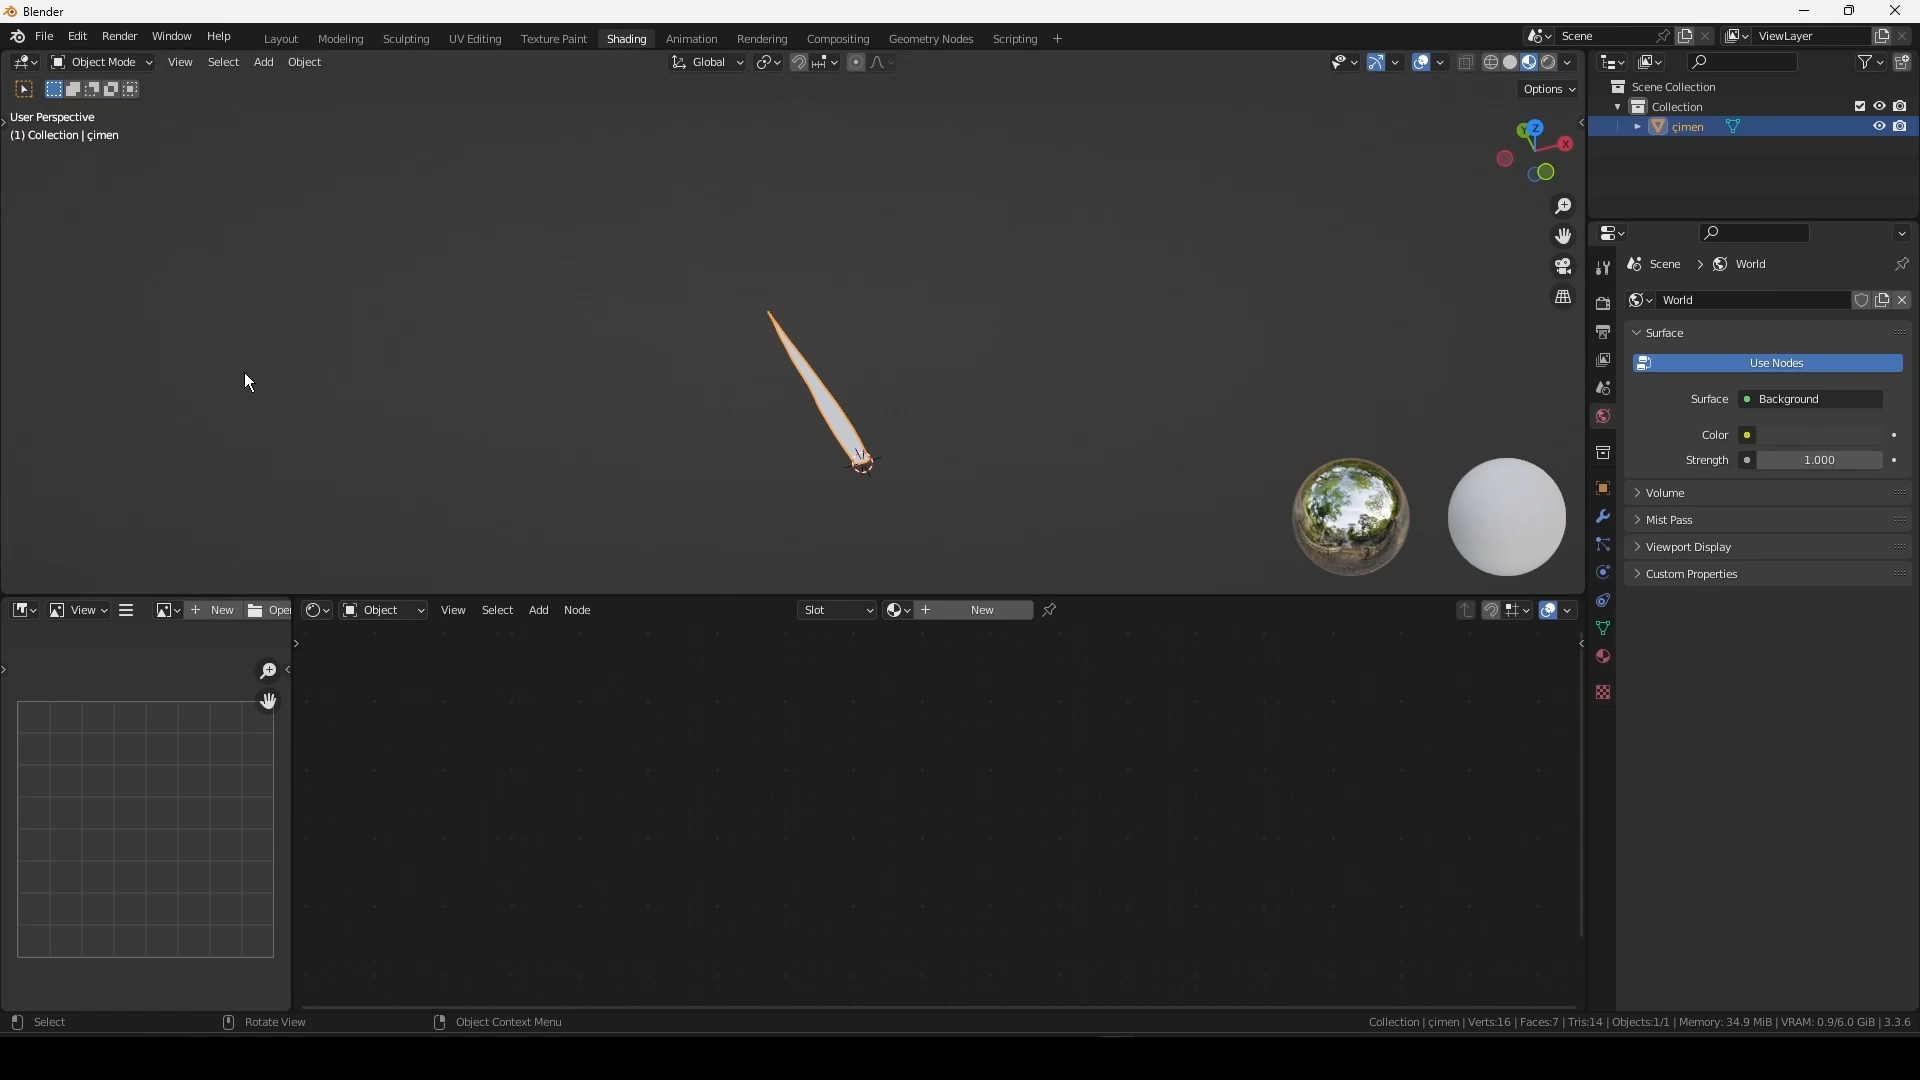 Blender
File Edit Render Window Help Layout Modeling Sculpting UV Editing Texture Paint Shading Animation Rendering Compositing Geometry Nodes Scripting + Scene ViewLayer
Object Mode View Select Add Object Global
Options
User Perspective
(1) Collection | çimen
Y Z X
Scene Collection
Collection
çimen
Scene > World
World
Surface
Use Nodes
Surface Background
Color
Strength 1.000
Volume
Mist Pass
Viewport Display
Custom Properties
View + New Open
Object View Select Add Node Slot + New
Select Rotate View Object Context Menu Collection | çimen | Verts:16 | Faces:7 | Tris:14 | Objects:1/1 | Memory: 34.9 MiB | VRAM: 0.9/6.0 GiB | 3.3.6